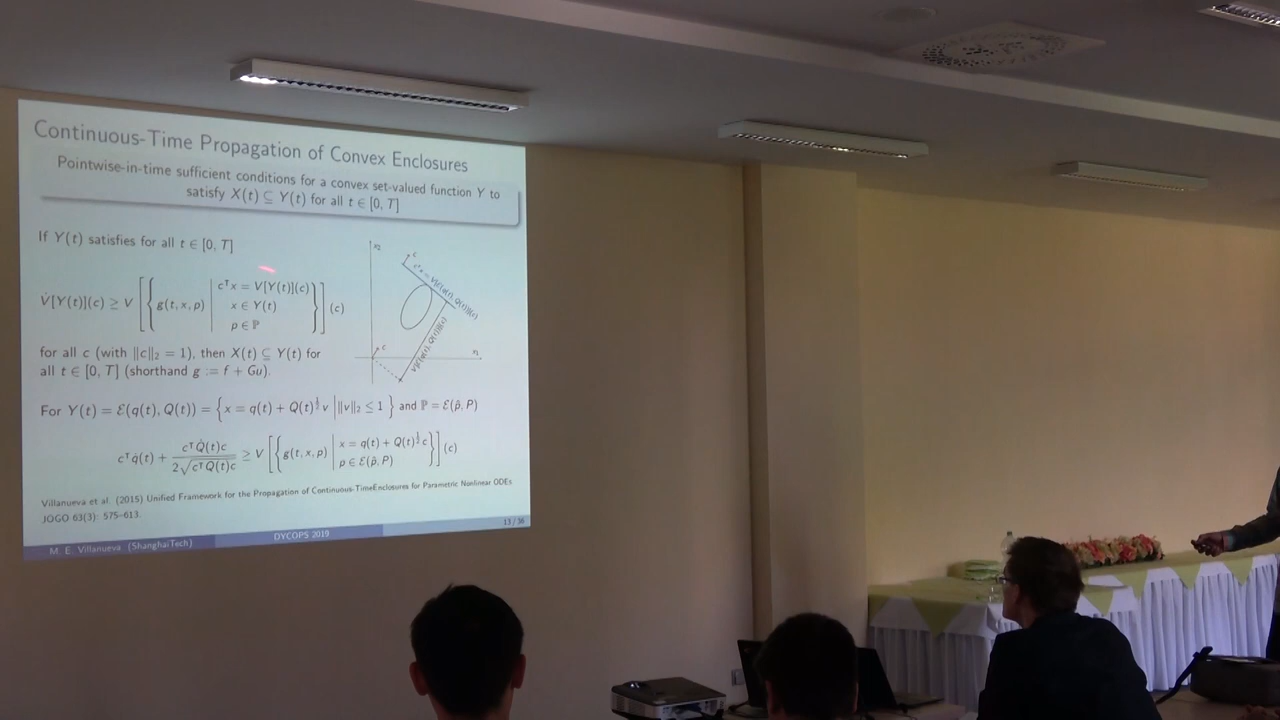 Continuous-Time Propagation of Convex Enclosures
Pointwise-in-time sufficient conditions for a convex set-valued function Y to
satisfy X(t) ⊆ Y(t) for all t ∈ [0, T]
If Y(t) satisfies for all t ∈ [0, T]
V̇[Y(t)](c) ≥ V [{ g(t, x, p) | cᵀx = V[Y(t)](c)
x ∈ Y(t)
p ∈ ℙ }] (c)
for all c (with ‖c‖₂ = 1), then X(t) ⊆ Y(t) for
all t ∈ [0, T] (shorthand g := f + Gu).
x₂
c
cᵀx = V[ℰ(q(t), Q(t))](c)
V[ℰ(q(t), Q(t))](c)
c
x₁
For Y(t) = ℰ(q(t), Q(t)) = { x = q(t) + Q(t)^½ v | ‖v‖₂ ≤ 1 } and ℙ = ℰ(p̂, P)
cᵀq̇(t) + cᵀQ̇(t)c / 2√cᵀQ(t)c ≥ V [{ g(t, x, p) | x = q(t) + Q(t)^½ c
p ∈ ℰ(p̂, P) }] (c)
Villanueva et al. (2015) Unified Framework for the Propagation of Continuous-TimeEnclosures for Parametric Nonlinear ODEs
JOGO 63(3): 575–613.
13 / 36
M. E. Villanueva (ShanghaiTech) DYCOPS 2019